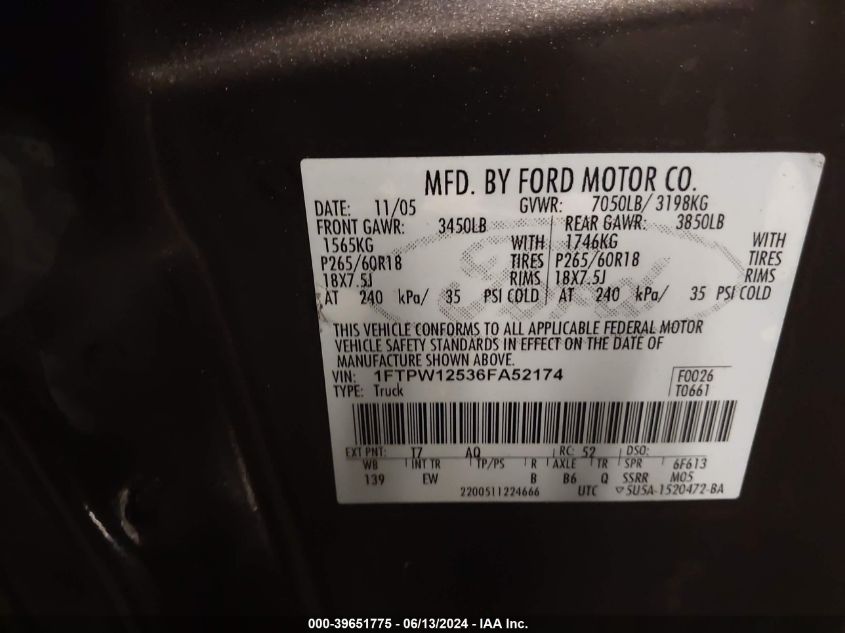 MFD. BY FORD MOTOR CO.
DATE: 11/05 GVWR: 7050LB/ 3198KG
FRONT GAWR: 3450LB REAR GAWR: 3850LB
1565KG WITH 1746KG WITH
P265/60R18 TIRES P265/60R18 TIRES
18X7.5J RIMS 18X7.5J RIMS
AT 240 kPa/ 35 PSI COLD AT 240 kPa/ 35 PSI COLD
Ford
THIS VEHICLE CONFORMS TO ALL APPLICABLE FEDERAL MOTOR
VEHICLE SAFETY STANDARDS IN EFFECT ON THE DATE OF
MANUFACTURE SHOWN ABOVE.
VIN: 1FTPW12536FA52174 F0026
TYPE: Truck T0661
EXT PNT: T7 AQ RC: 52 DSO:
WB INT TR TP/PS R AXLE TR SPR 6F613
139 EW B B6 Q SSRR M05
2200511224666 UTC ▽5U5A-1520472-BA
000-39651775 - 06/13/2024 - iaai.com